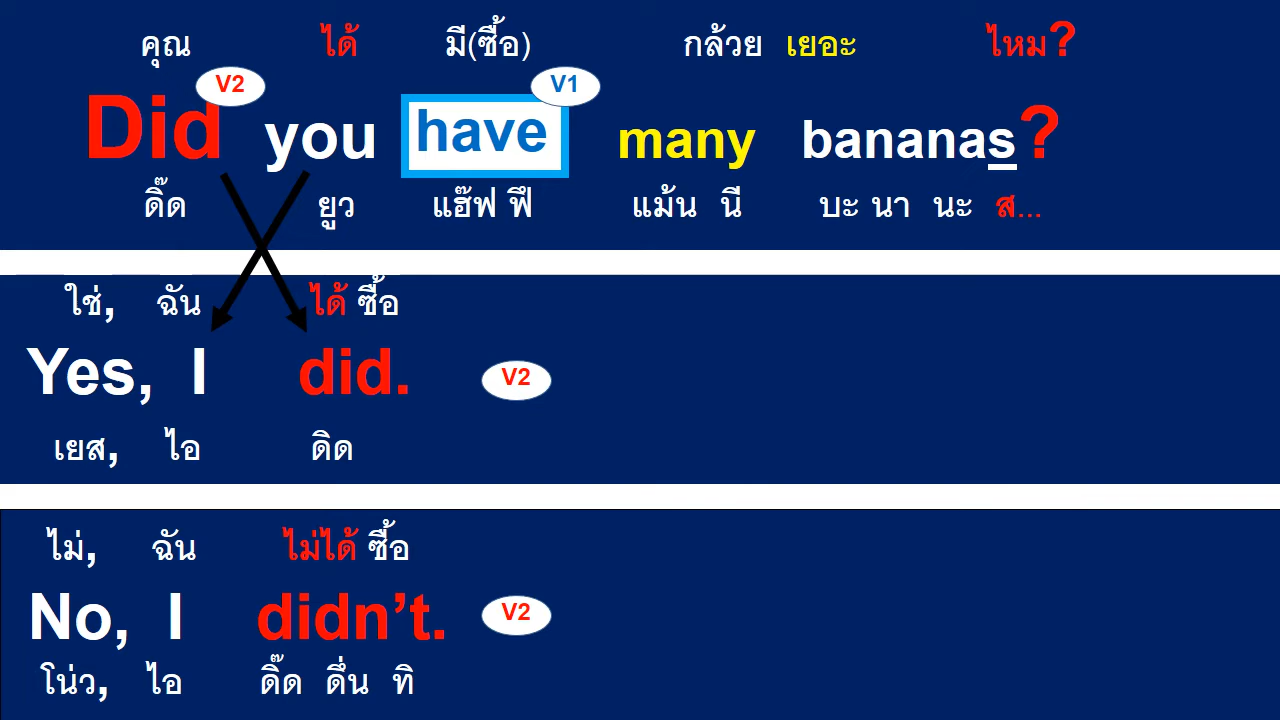 คุณ ได้ มี(ซื้อ) กล้วย เยอะ ไหม?
V2 V1
Did you have many bananas?
ดิ๊ด ยูว แฮ๊ฟ ฟึ แม้น นี บะ นา นะ ส...
ใช่, ฉัน ได้ ซื้อ
Yes, I did. V2
เยส, ไอ ดิด
ไม่, ฉัน ไม่ได้ ซื้อ
No, I didn’t. V2
โน่ว, ไอ ดิ๊ด ดึ่น ทิ